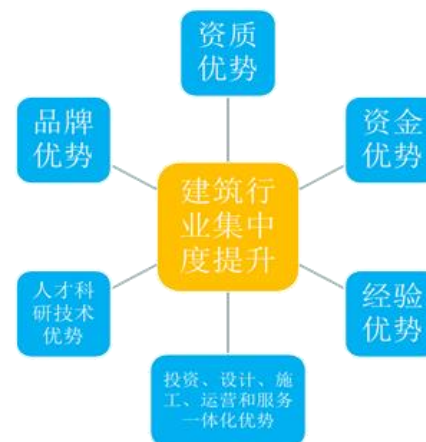 资质
优势
品牌
优势
资金
优势
建筑行
业集中
度提升
人才科
研技术
优势
经验
优势
投资、设计、施
工、运营和服务
一体化优势